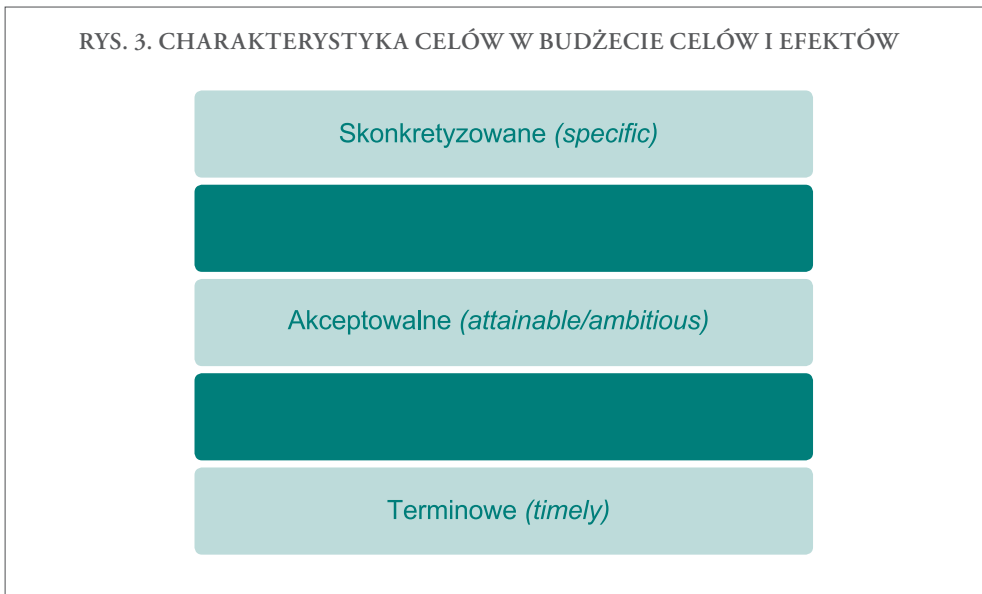 RYS. 3. CHARAKTERYSTYKA CELÓW W BUDŻECIE CELÓW I EFEKTÓW
Skonkretyzowane (specific)
Akceptowalne (attainable/ambitious)
Terminowe (timely)